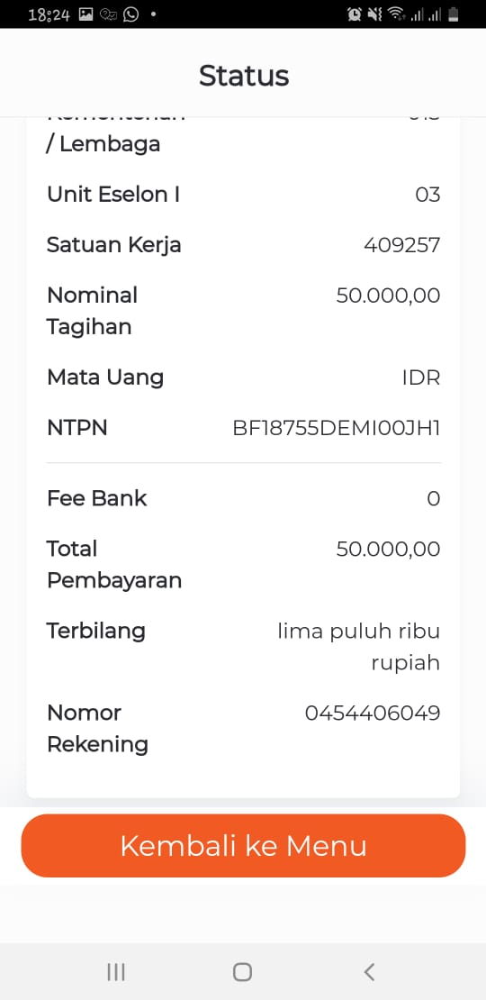 18:24
Status
/ Lembaga
Unit Eselon I 03
Satuan Kerja 409257
Nominal 50.000,00
Tagihan
Mata Uang IDR
NTPN BF18755DEMI00JH1
Fee Bank 0
Total 50.000,00
Pembayaran
Terbilang lima puluh ribu
rupiah
Nomor 0454406049
Rekening
Kembali ke Menu